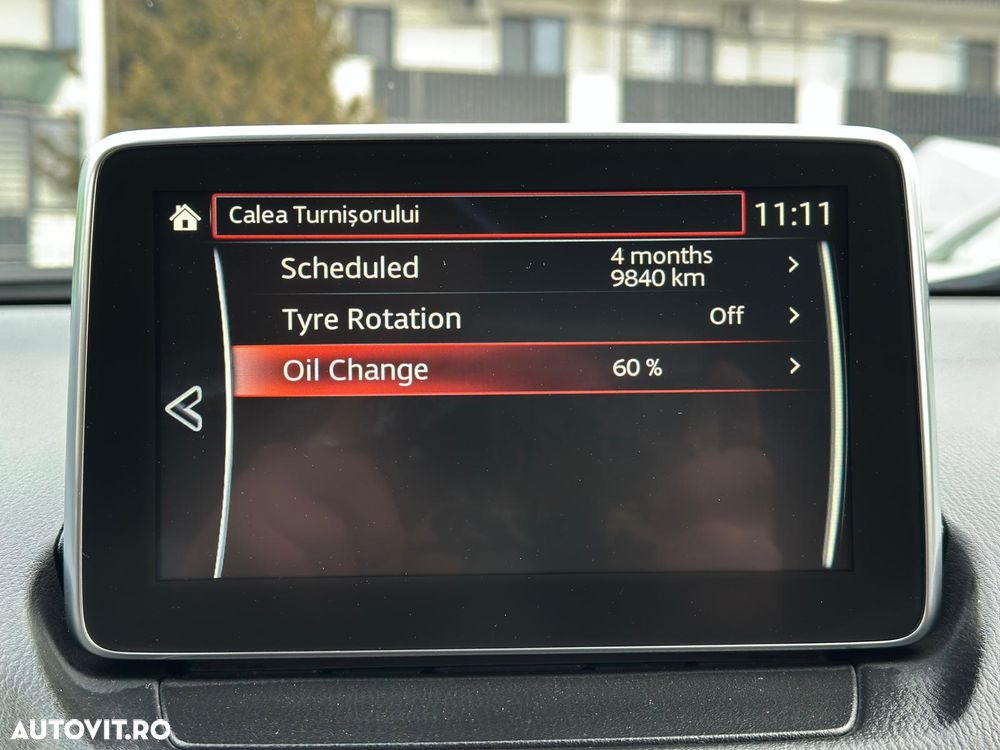 Calea Turnișorului 11:11
Scheduled 4 months
9840 km
Tyre Rotation Off
Oil Change 60 %
AUTOVIT.RO